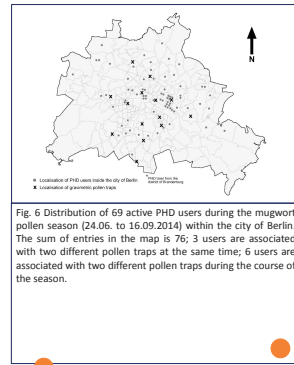 N
Localisation of PHD users inside the city of Berlin
x Localisation of gravimetric pollen traps
PHD user from the
district of Brandenburg
Fig. 6 Distribution of 69 active PHD users during the mugwort
pollen season (24.06. to 16.09.2014) within the city of Berlin.
The sum of entries in the map is 76; 3 users are associated
with two different pollen traps at the same time; 6 users are
associated with two different pollen traps during the course of
the season.